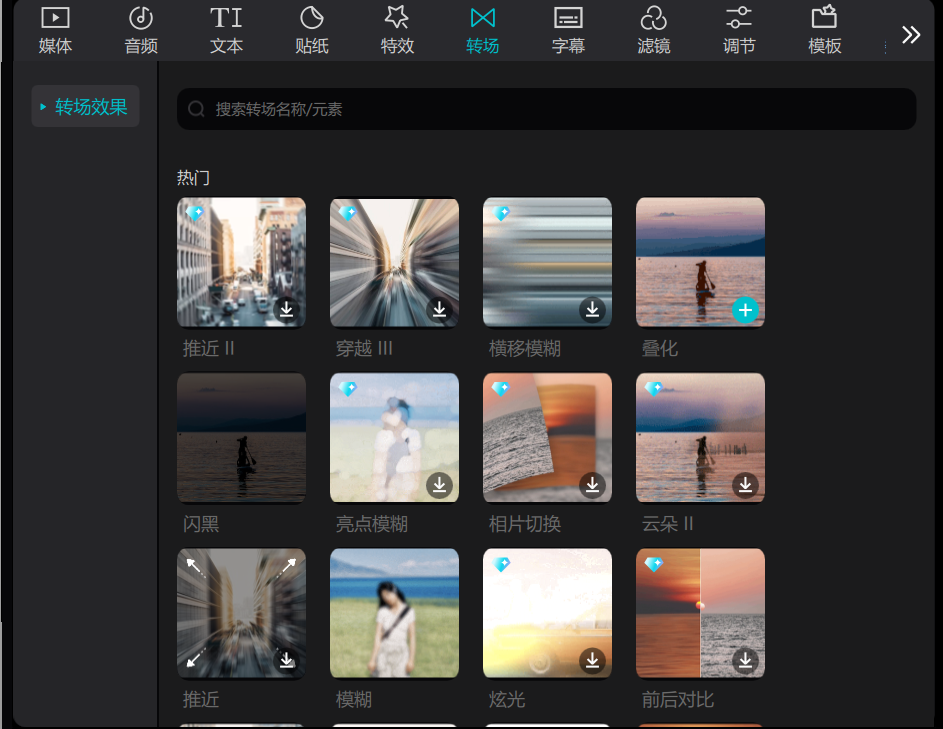 媒体 音频 文本 贴纸 特效 转场 字幕 滤镜 调节 模板
转场效果
搜索转场名称/元素
热门
推近 II 穿越 III 横移模糊 叠化
闪黑 亮点模糊 相片切换 云朵 II
推近 模糊 炫光 前后对比